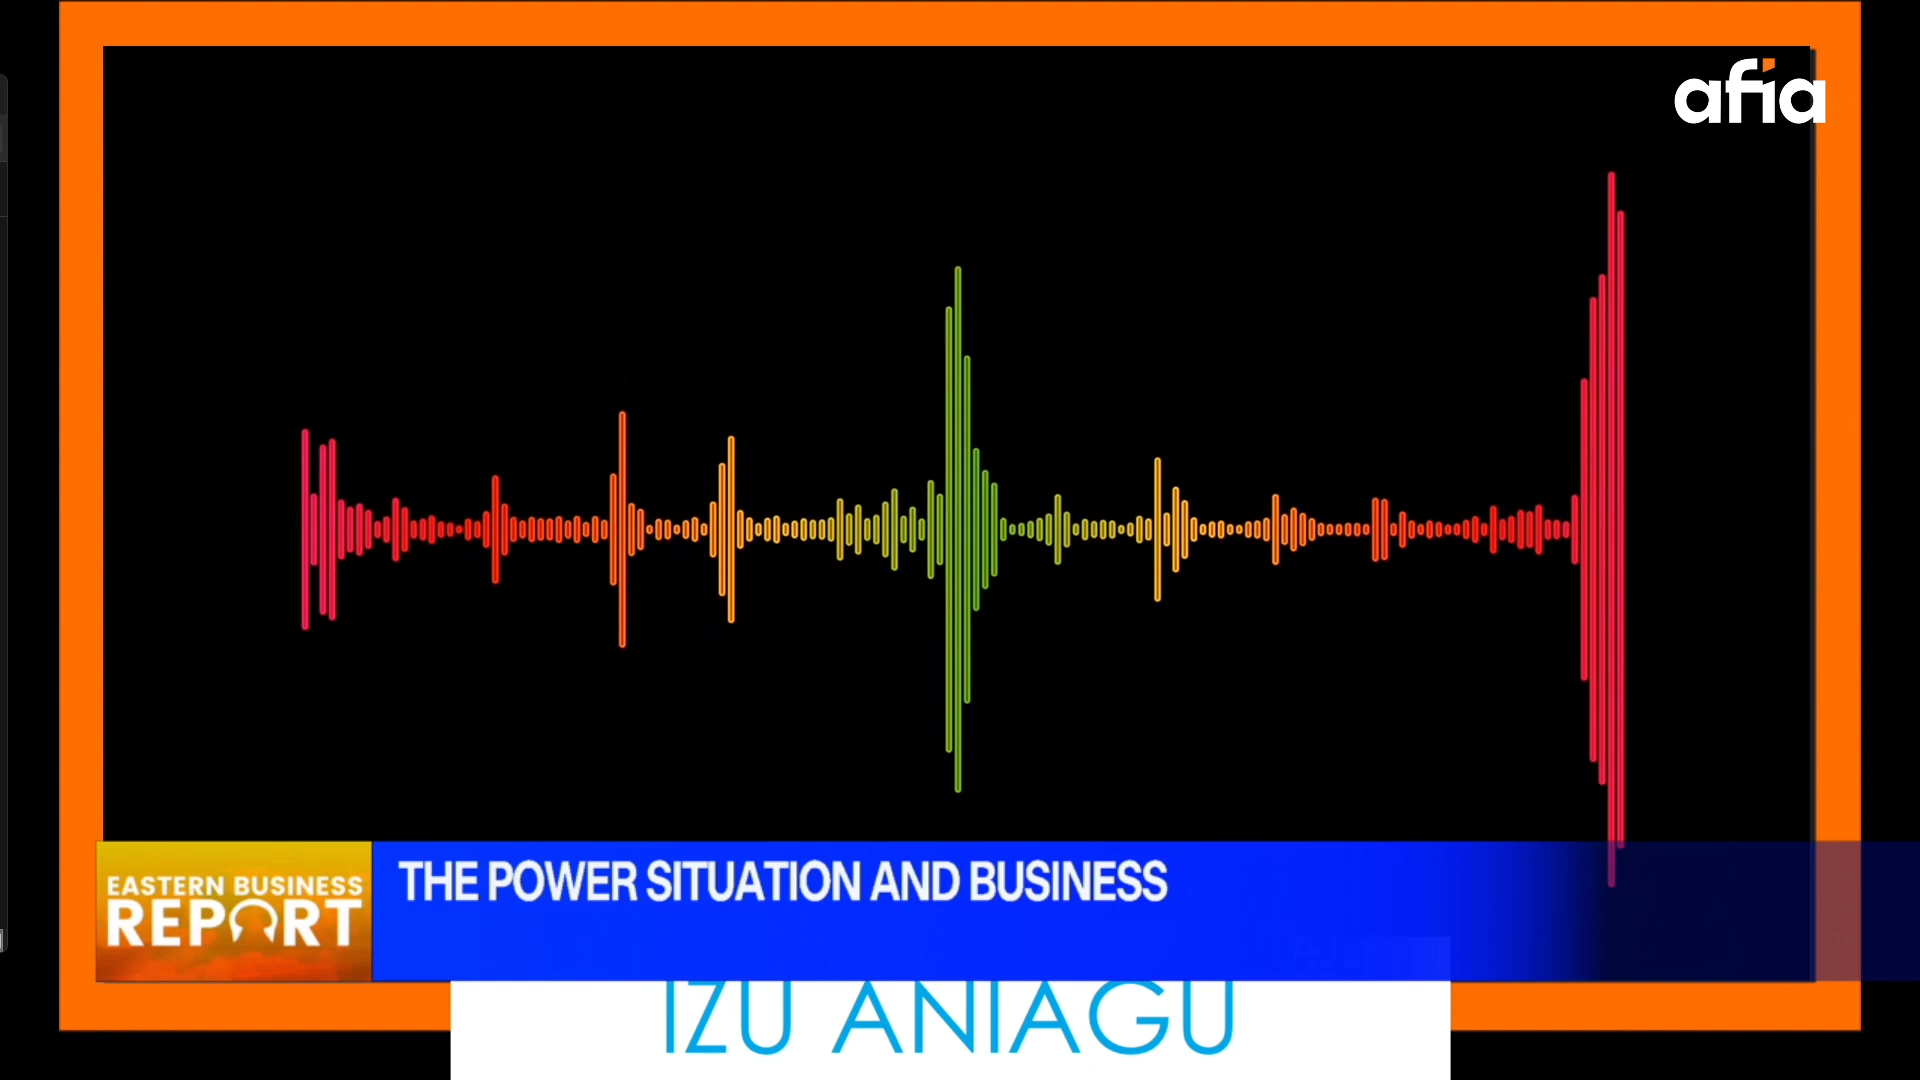 afia
THE POWER SITUATION AND BUSINESS
EASTERN BUSINESS
REPORT
IZU ANIAGU